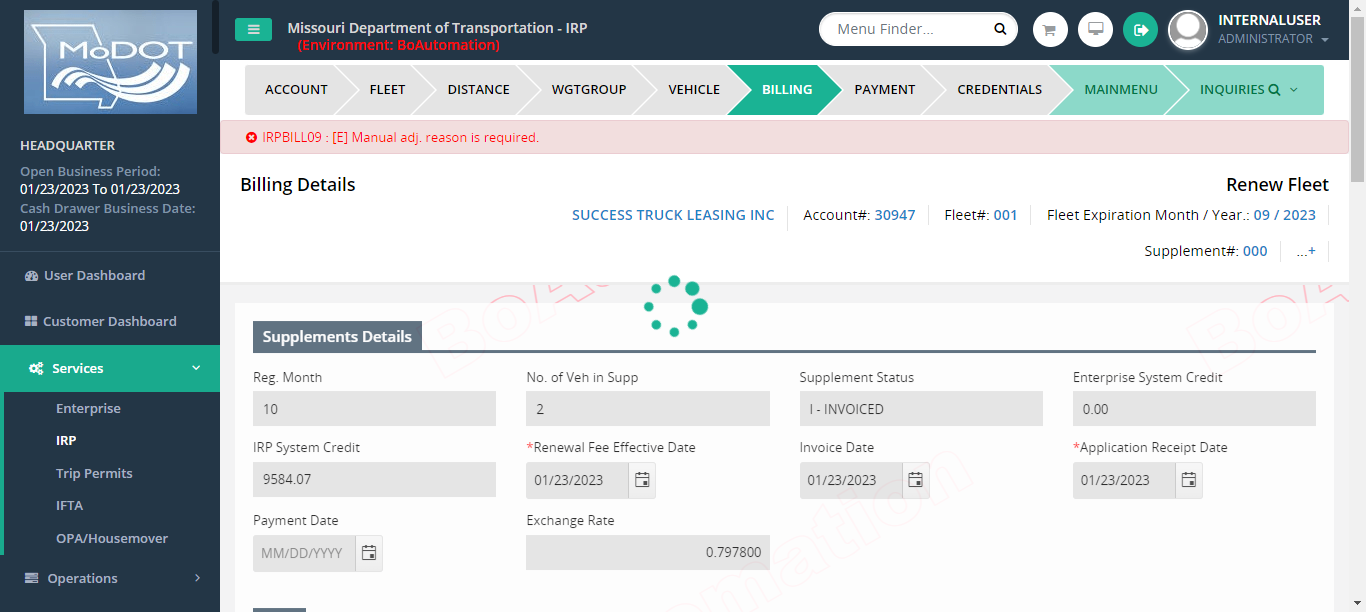 MoDOT
Missouri Department of Transportation - IRP
(Environment: BoAutomation)
Menu Finder...
INTERNALUSER
ADMINISTRATOR
HEADQUARTER
Open Business Period:
01/23/2023 To 01/23/2023
Cash Drawer Business Date:
01/23/2023
User Dashboard
Customer Dashboard
Services
Enterprise
IRP
Trip Permits
IFTA
OPA/Housemover
Operations
ACCOUNT FLEET DISTANCE WGTGROUP VEHICLE BILLING PAYMENT CREDENTIALS MAINMENU INQUIRIES
IRPBILL09 : [E] Manual adj. reason is required.
Billing Details Renew Fleet
SUCCESS TRUCK LEASING INC Account#: 30947 Fleet#: 001 Fleet Expiration Month / Year.: 09 / 2023
Supplement#: 000 ...+
Supplements Details
Reg. Month No. of Veh in Supp Supplement Status Enterprise System Credit
10 2 I - INVOICED 0.00
IRP System Credit *Renewal Fee Effective Date Invoice Date *Application Receipt Date
9584.07 01/23/2023 01/23/2023 01/23/2023
Payment Date Exchange Rate
MM/DD/YYYY 0.797800